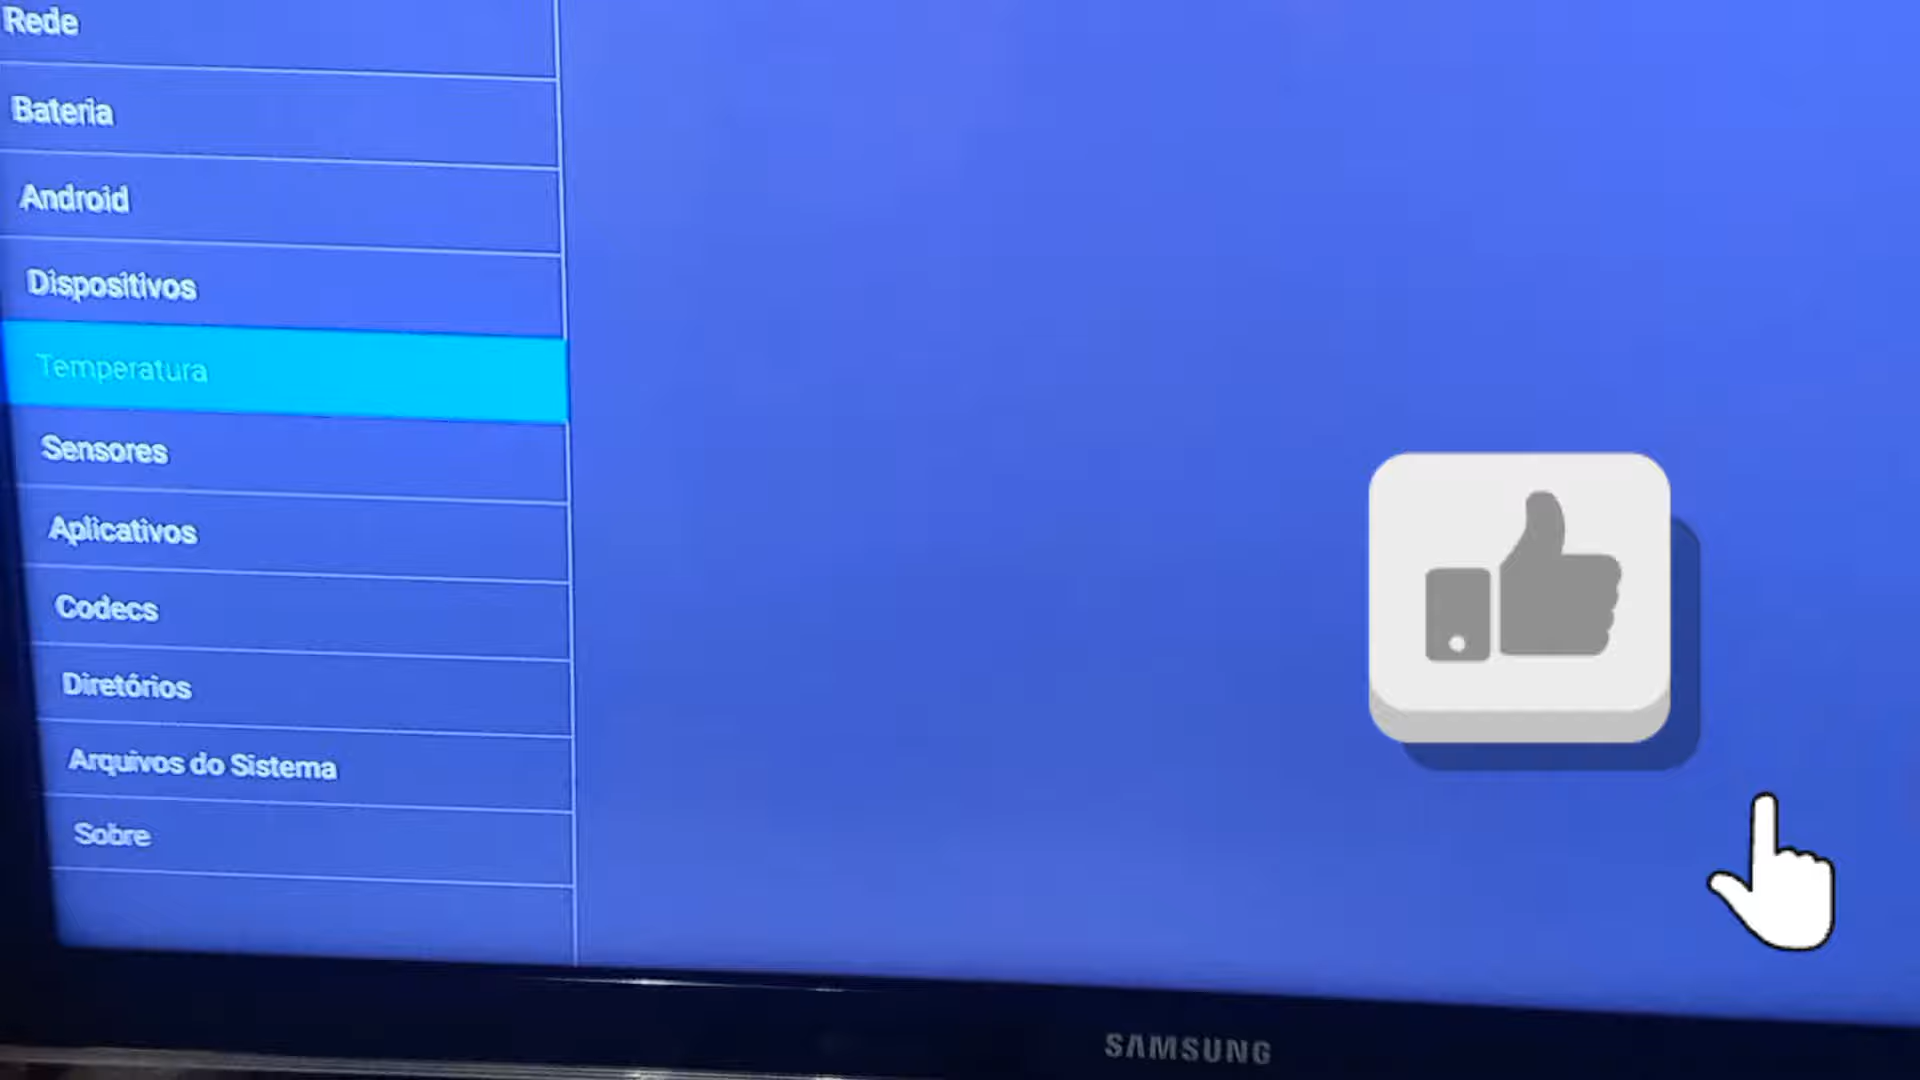 Rede
Bateria
Android
Dispositivos
Temperatura
Sensores
Aplicativos
Codecs
Diretórios
Arquivos do Sistema
Sobre
SAMSUNG